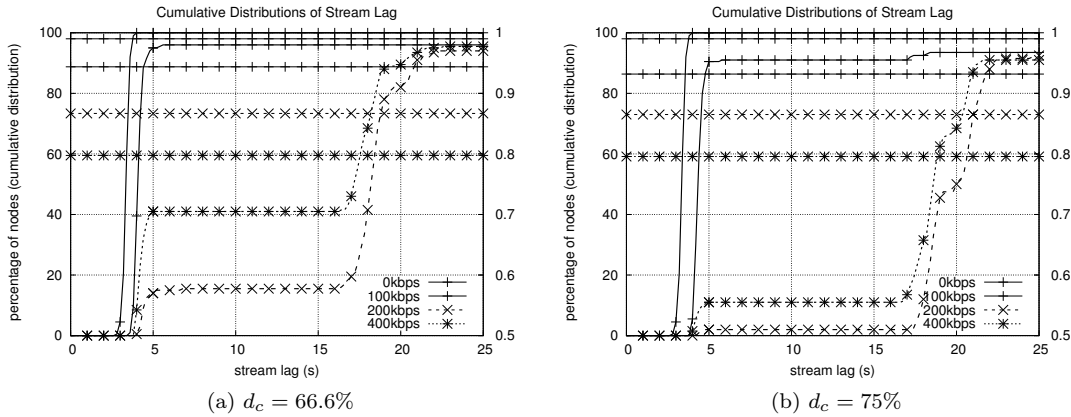 Cumulative Distributions of Stream Lag
percentage of nodes (cumulative distribution)
100
80
60
40
20
0
1
0.9
0.8
0.7
0.6
0.5
0kbps
100kbps
200kbps
400kbps
0 5 10 15 20 25
stream lag (s)
(a) d_c = 66.6%
Cumulative Distributions of Stream Lag
percentage of nodes (cumulative distribution)
100
80
60
40
20
0
1
0.9
0.8
0.7
0.6
0.5
0kbps
100kbps
200kbps
400kbps
0 5 10 15 20 25
stream lag (s)
(b) d_c = 75%